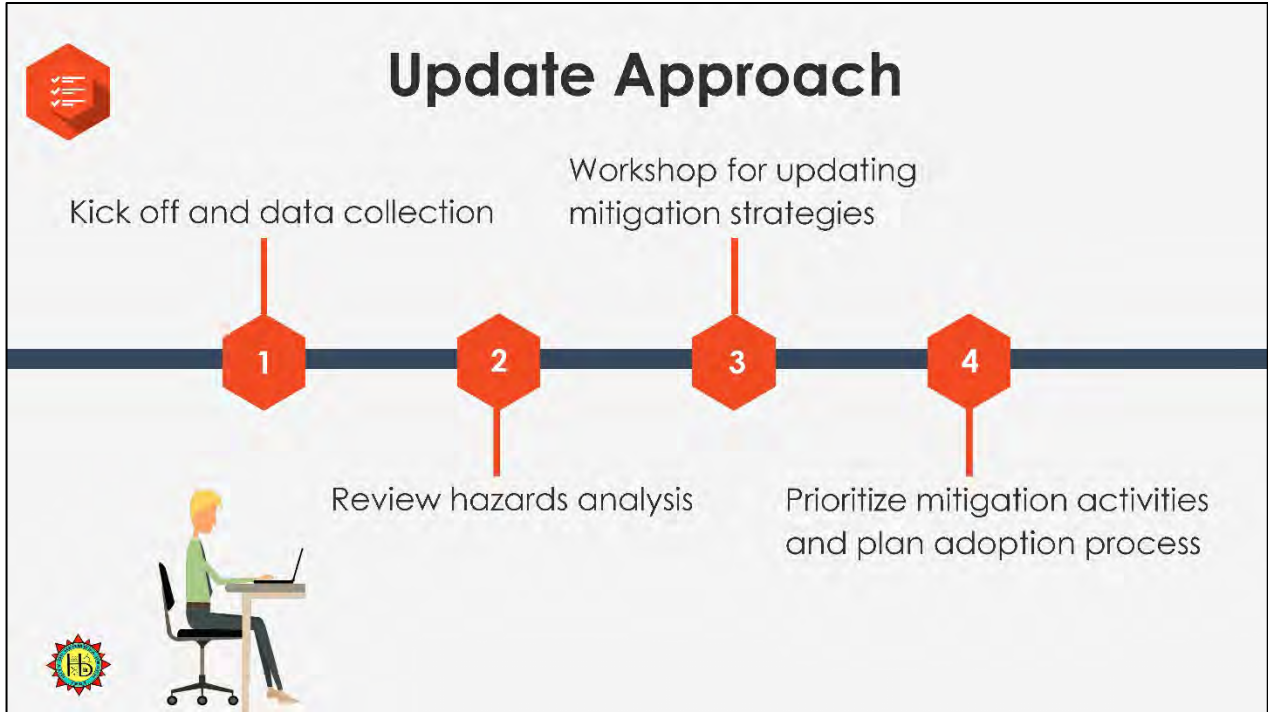 Update Approach
Kick off and data collection
Workshop for updating
mitigation strategies
1
2
3
4
Review hazards analysis
Prioritize mitigation activities
and plan adoption process